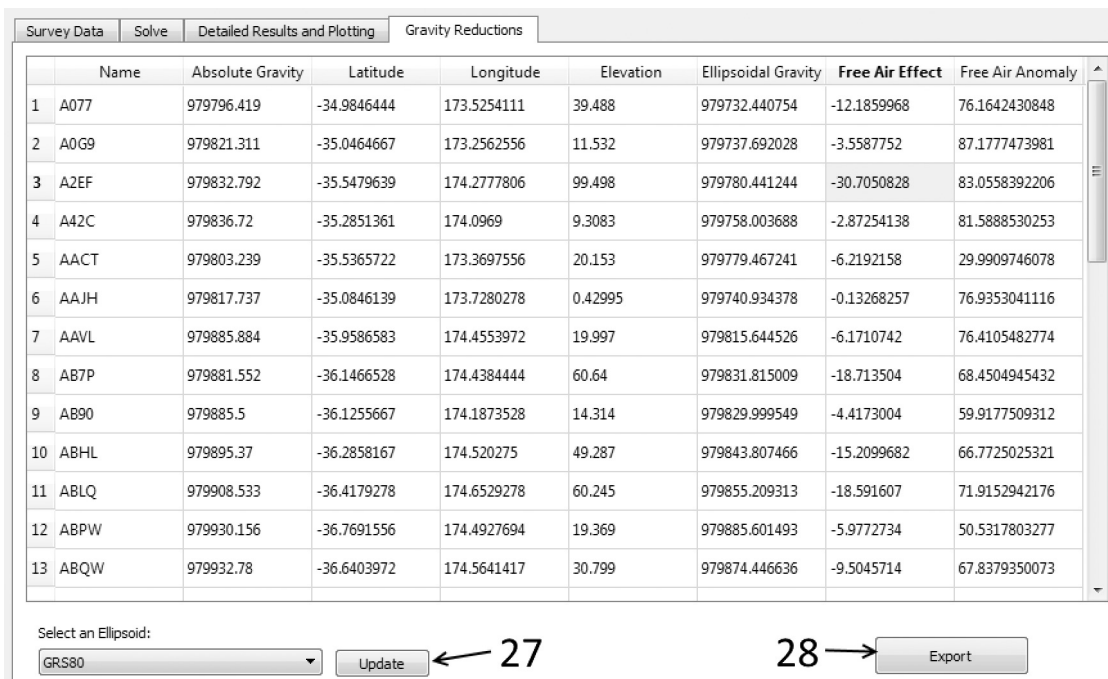 Survey Data Solve Detailed Results and Plotting Gravity Reductions
Name Absolute Gravity Latitude Longitude Elevation Ellipsoidal Gravity Free Air Effect Free Air Anomaly
1 A077 979796.419 -34.9846444 173.5254111 39.488 979732.440754 -12.1859968 76.1642430848
2 A0G9 979821.311 -35.0464667 173.2562556 11.532 979737.692028 -3.5587752 87.1777473981
3 A2EF 979832.792 -35.5479639 174.2777806 99.498 979780.441244 -30.7050828 83.0558392206
4 A42C 979836.72 -35.2851361 174.0969 9.3083 979758.003688 -2.87254138 81.5888530253
5 AACT 979803.239 -35.5365722 173.3697556 20.153 979779.467241 -6.2192158 29.9909746078
6 AAJH 979817.737 -35.0846139 173.7280278 0.42995 979740.934378 -0.13268257 76.9353041116
7 AAVL 979885.884 -35.9586583 174.4553972 19.997 979815.644526 -6.1710742 76.4105482774
8 AB7P 979881.552 -36.1466528 174.4384444 60.64 979831.815009 -18.713504 68.4504945432
9 AB90 979885.5 -36.1255667 174.1873528 14.314 979829.999549 -4.4173004 59.9177509312
10 ABHL 979895.37 -36.2858167 174.520275 49.287 979843.807466 -15.2099682 66.7725025321
11 ABLQ 979908.533 -36.4179278 174.6529278 60.245 979855.209313 -18.591607 71.9152942176
12 ABPW 979930.156 -36.7691556 174.4927694 19.369 979885.601493 -5.9772734 50.5317803277
13 ABQW 979932.78 -36.6403972 174.5641417 30.799 979874.446636 -9.5045714 67.8379350073
Select an Ellipsoid:
GRS80 Update 27 28 Export